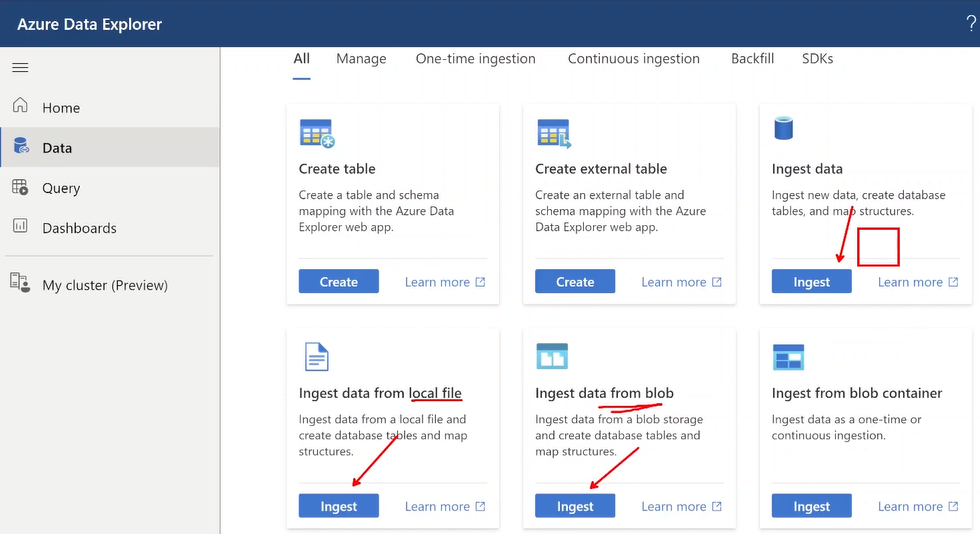 Azure Data Explorer
?
All Manage One-time ingestion Continuous ingestion Backfill SDKs
Home
Data
Query
Dashboards
My cluster (Preview)
Create table
Create a table and schema
mapping with the Azure Data
Explorer web app.
Create Learn more
Create external table
Create an external table and
schema mapping with the Azure
Data Explorer web app.
Create Learn more
Ingest data
Ingest new data, create database
tables, and map structures.
Ingest Learn more
Ingest data from local file
Ingest data from a local file and
create database tables and map
structures.
Ingest Learn more
Ingest data from blob
Ingest data from a blob storage
and create database tables and
map structures.
Ingest Learn more
Ingest from blob container
Ingest data as a one-time or
continuous ingestion.
Ingest Learn more